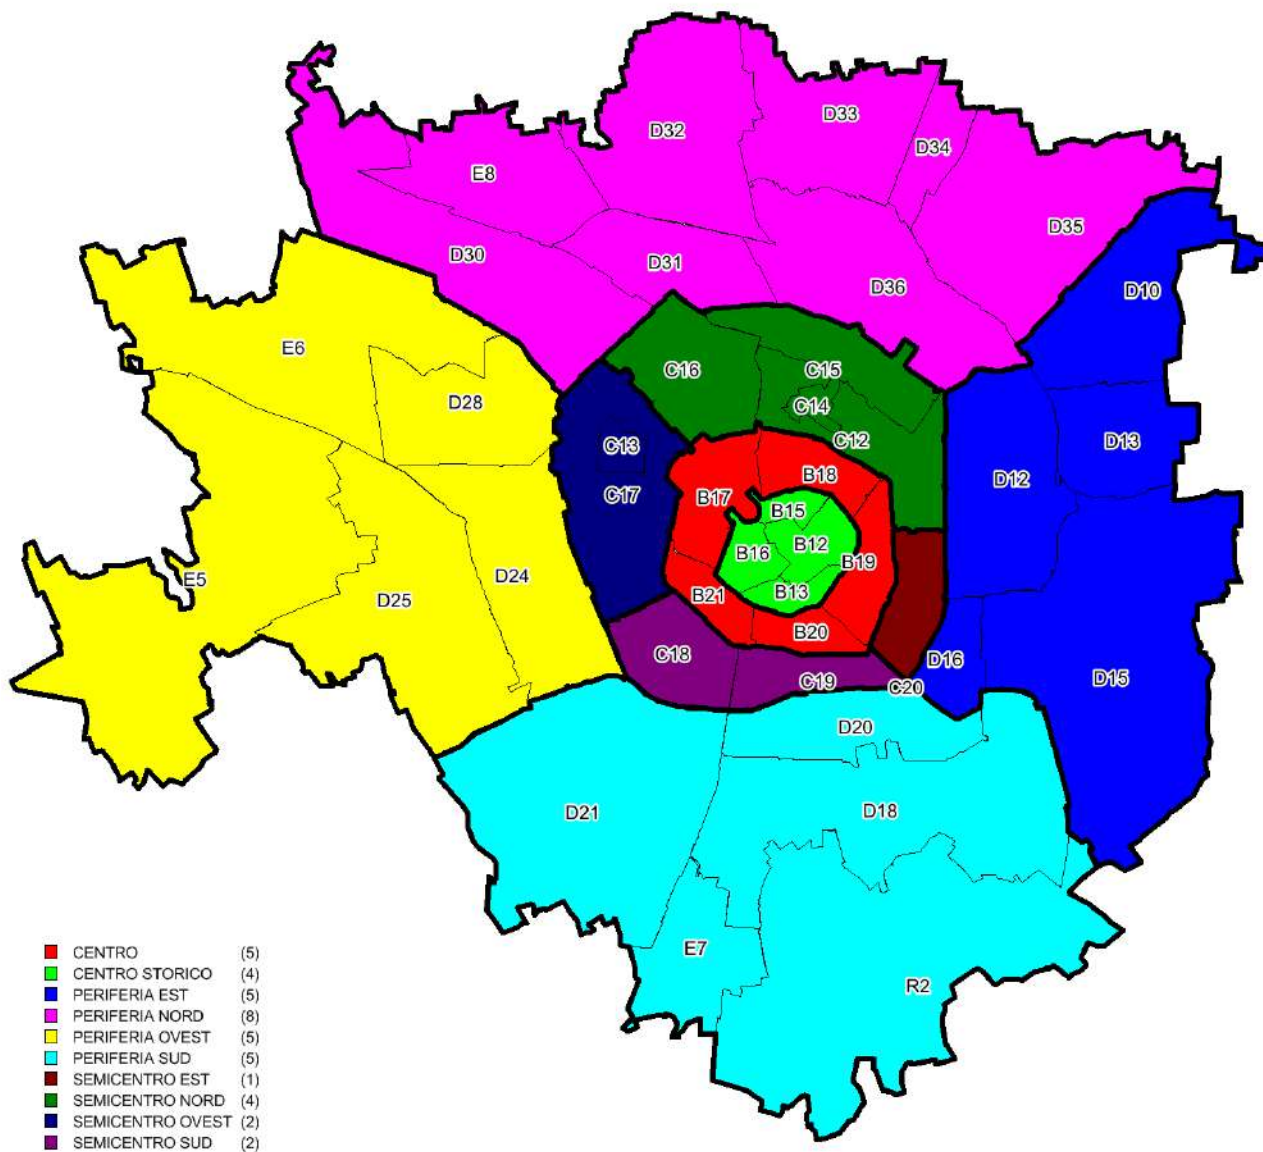 D33
D32
D34
E8
D35
D30
D31
D36
D10
E6
C16
C15
D28
C14
C12
C13
D13
B18
D12
C17
B17
B15
B12
B16
B19
E5
D24
B13
D25
B21
B20
C18
D16
C19
C20
D15
D20
D21
D18
E7
R2
CENTRO (5)
CENTRO STORICO (4)
PERIFERIA EST (5)
PERIFERIA NORD (8)
PERIFERIA OVEST (5)
PERIFERIA SUD (5)
SEMICENTRO EST (1)
SEMICENTRO NORD (4)
SEMICENTRO OVEST (2)
SEMICENTRO SUD (2)